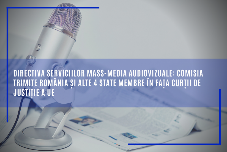 DIRECTIVA SERVICIILOR MASS-MEDIA AUDIOVIZUALE: COMISIA
TRIMITE ROMÂNIA ȘI ALTE 4 STATE MEMBRE ÎN FAȚA CURȚII DE
JUSTIȚIE A UE